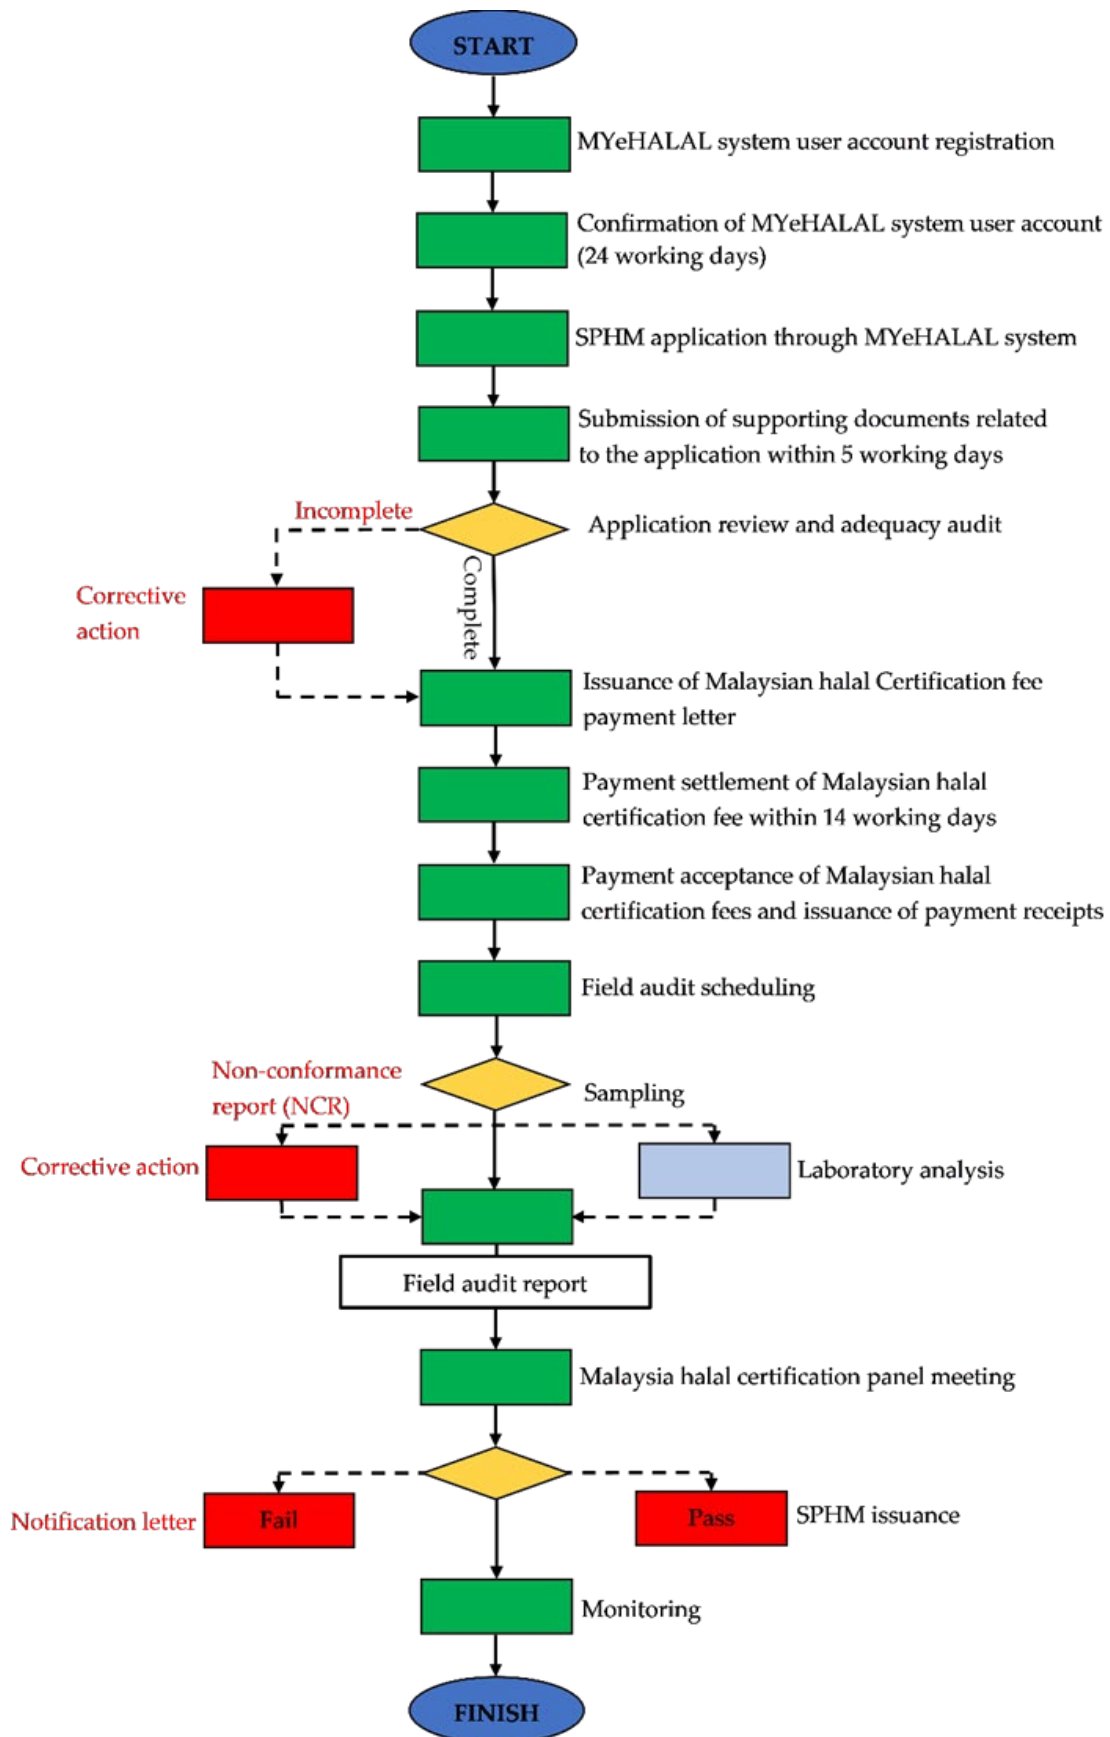 START
MYeHALAL system user account registration
Confirmation of MYeHALAL system user account
(24 working days)
SPHM application through MYeHALAL system
Submission of supporting documents related
to the application within 5 working days
Incomplete
Application review and adequacy audit
Complete
Corrective
action
Issuance of Malaysian halal Certification fee
payment letter
Payment settlement of Malaysian halal
certification fee within 14 working days
Payment acceptance of Malaysian halal
certification fees and issuance of payment receipts
Field audit scheduling
Non-conformance
report (NCR)
Sampling
Corrective action
Laboratory analysis
Field audit report
Malaysia halal certification panel meeting
Notification letter
Fail
Pass
SPHM issuance
Monitoring
FINISH